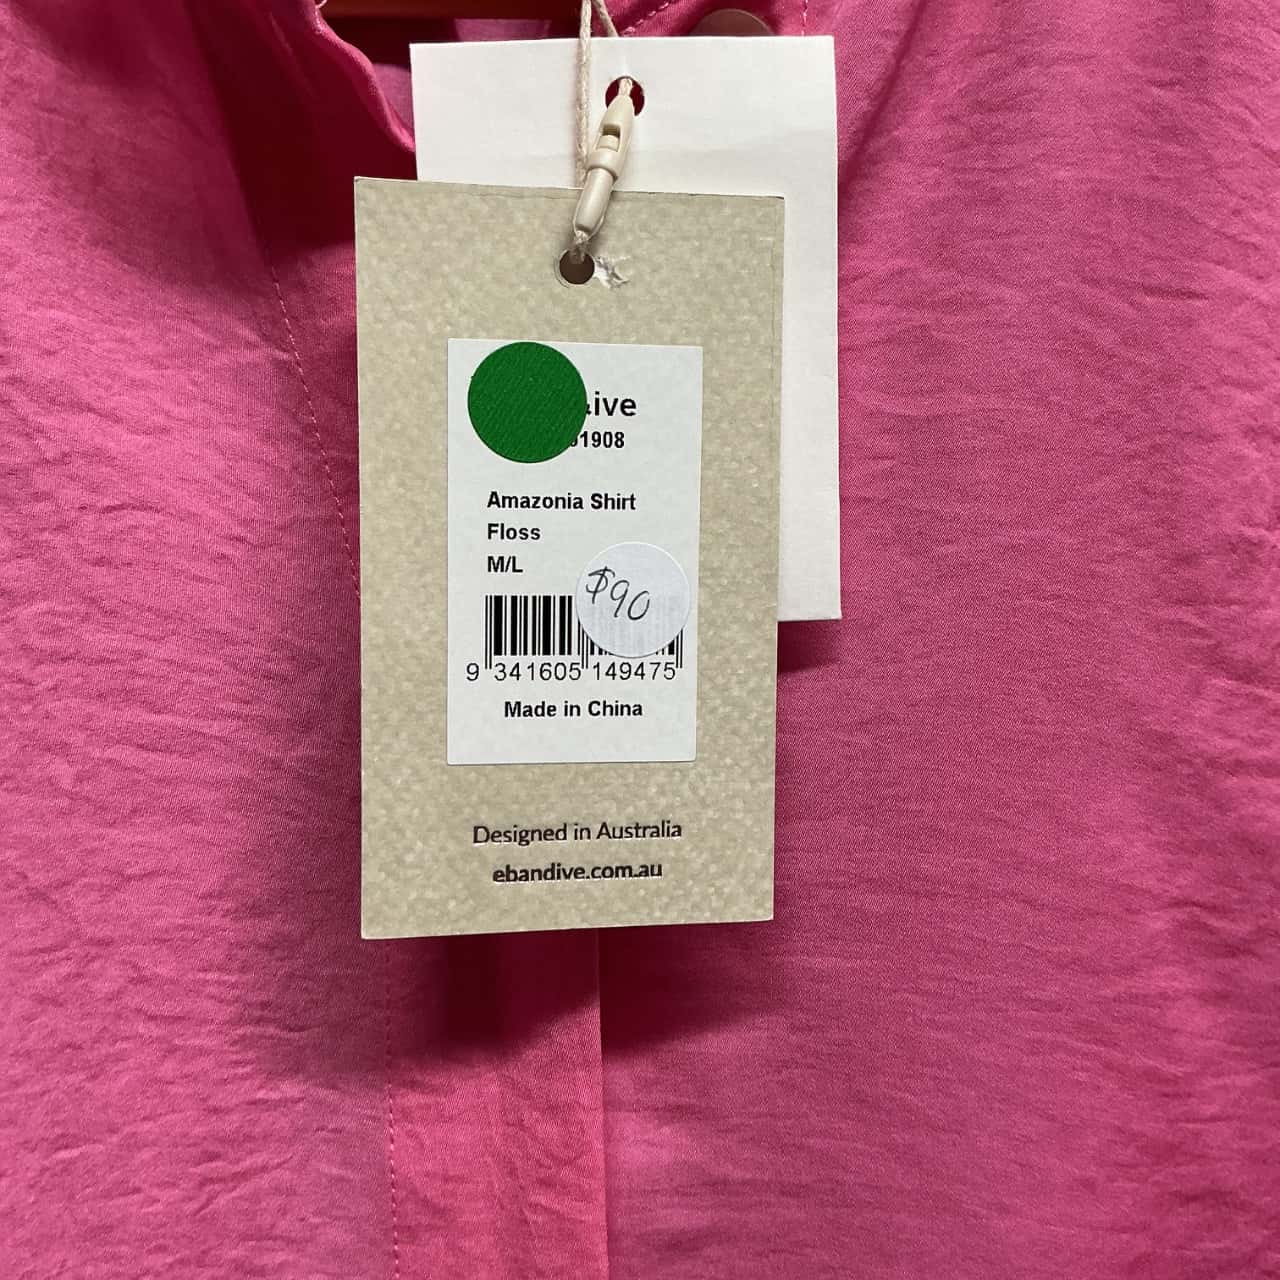 &ive
1908
Amazonia Shirt
Floss
M/L
$90
9 341605 149475
Made in China
Designed in Australia
ebandive.com.au